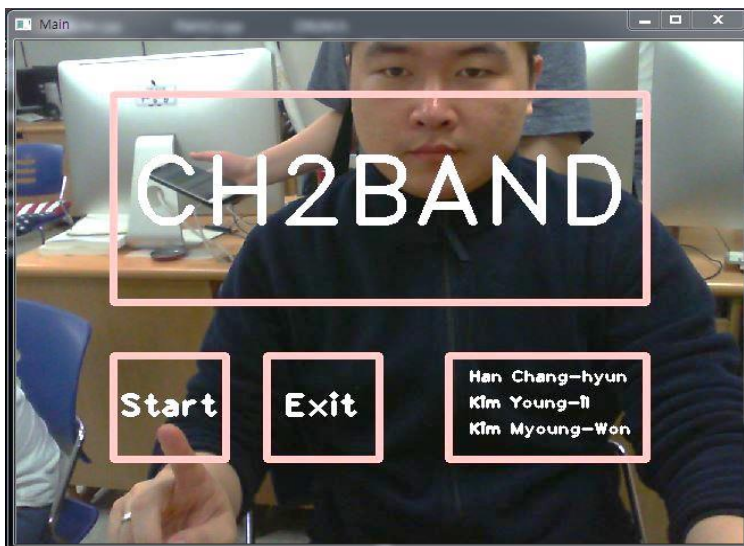 Main
CH2BAND
Start
Exit
Han Chang-hyun
Kim Young-il
Kim Myoung-Won